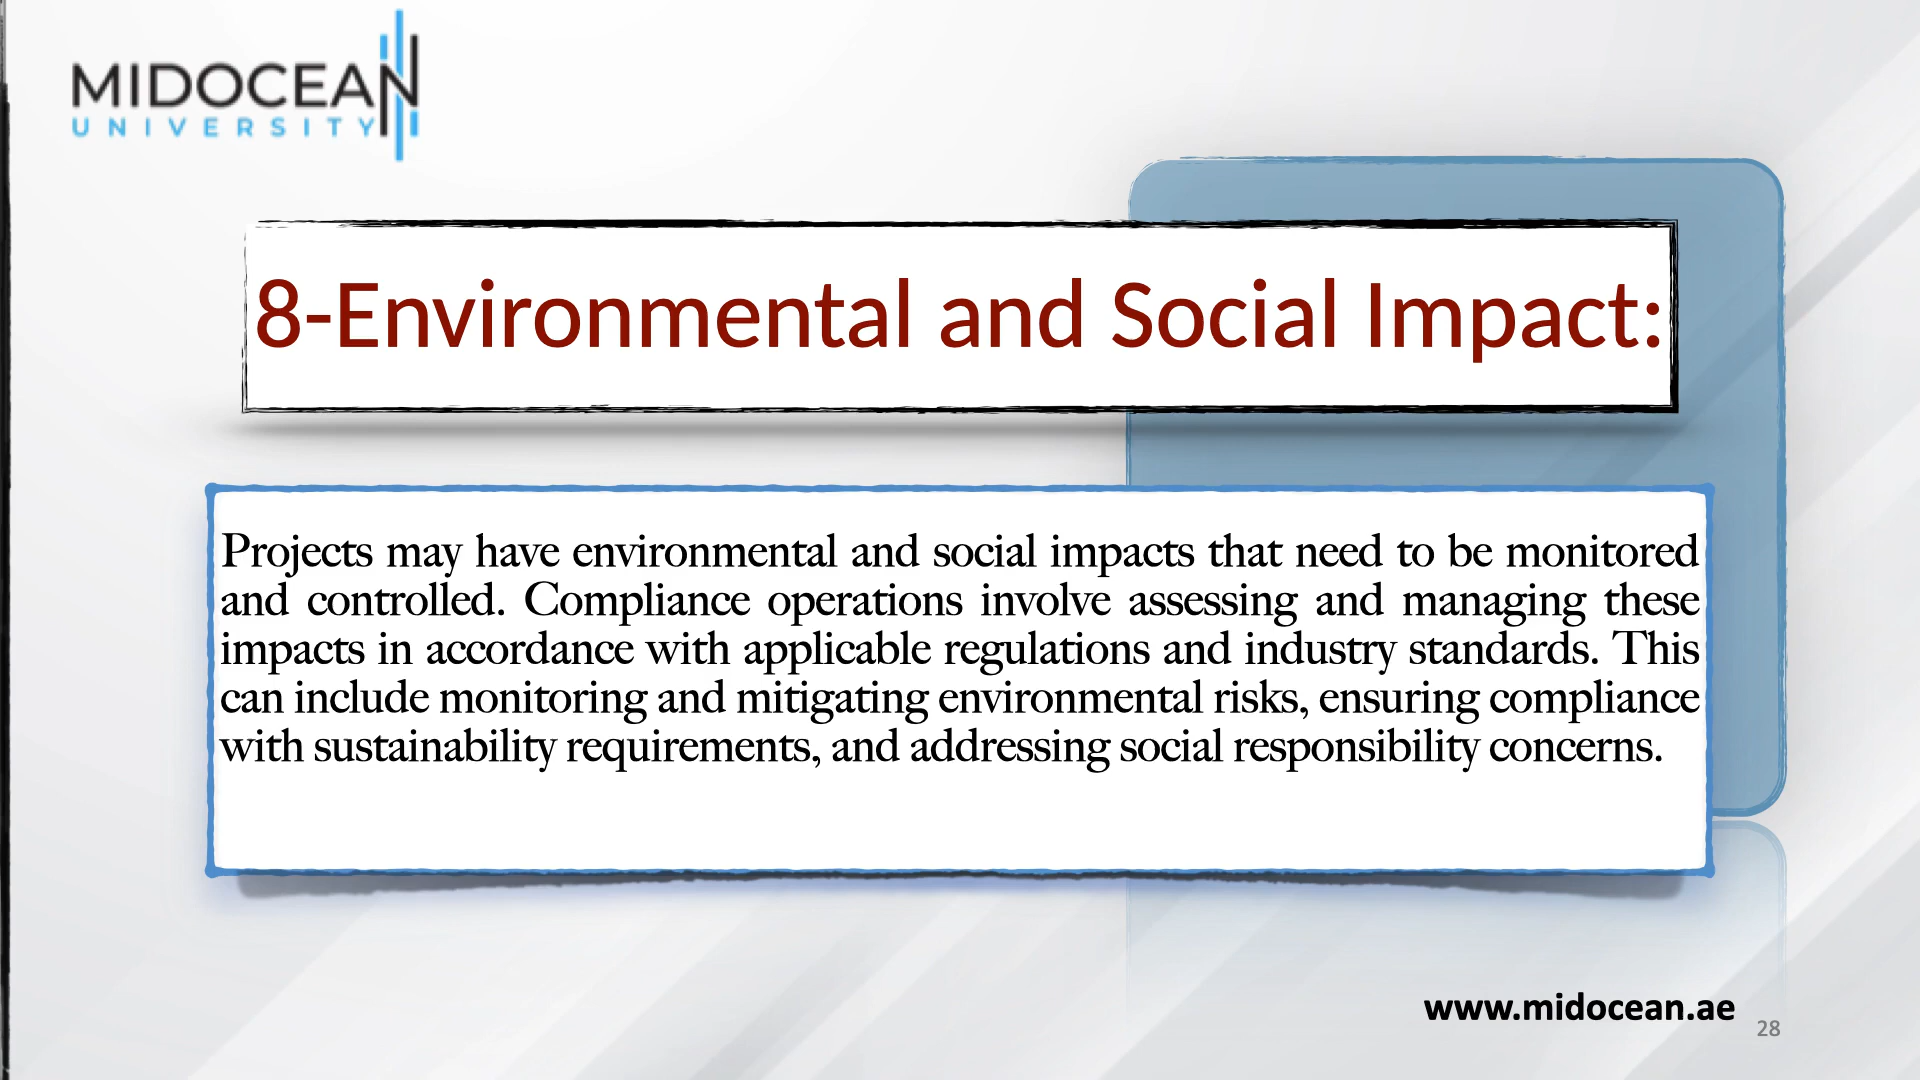 MIDOCEAN
UNIVERSITY
8-Environmental and Social Impact:
Projects may have environmental and social impacts that need to be monitored
and controlled. Compliance operations involve assessing and managing these
impacts in accordance with applicable regulations and industry standards. This
can include monitoring and mitigating environmental risks, ensuring compliance
with sustainability requirements, and addressing social responsibility concerns.
www.midocean.ae
28